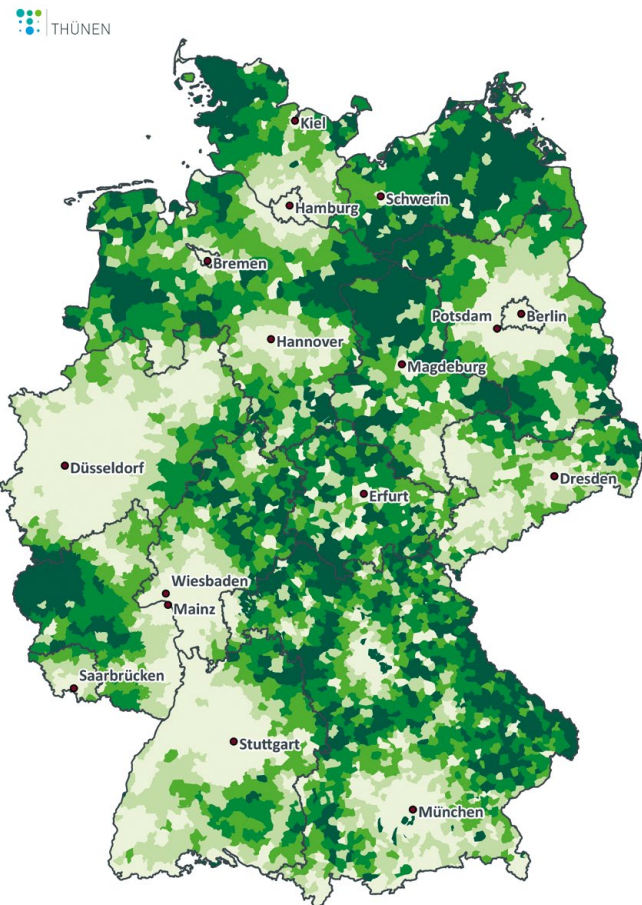 THÜNEN
Kiel
Hamburg
Schwerin
Bremen
Potsdam
Berlin
Hannover
Magdeburg
Düsseldorf
Dresden
Erfurt
Wiesbaden
Mainz
Saarbrücken
Stuttgart
München